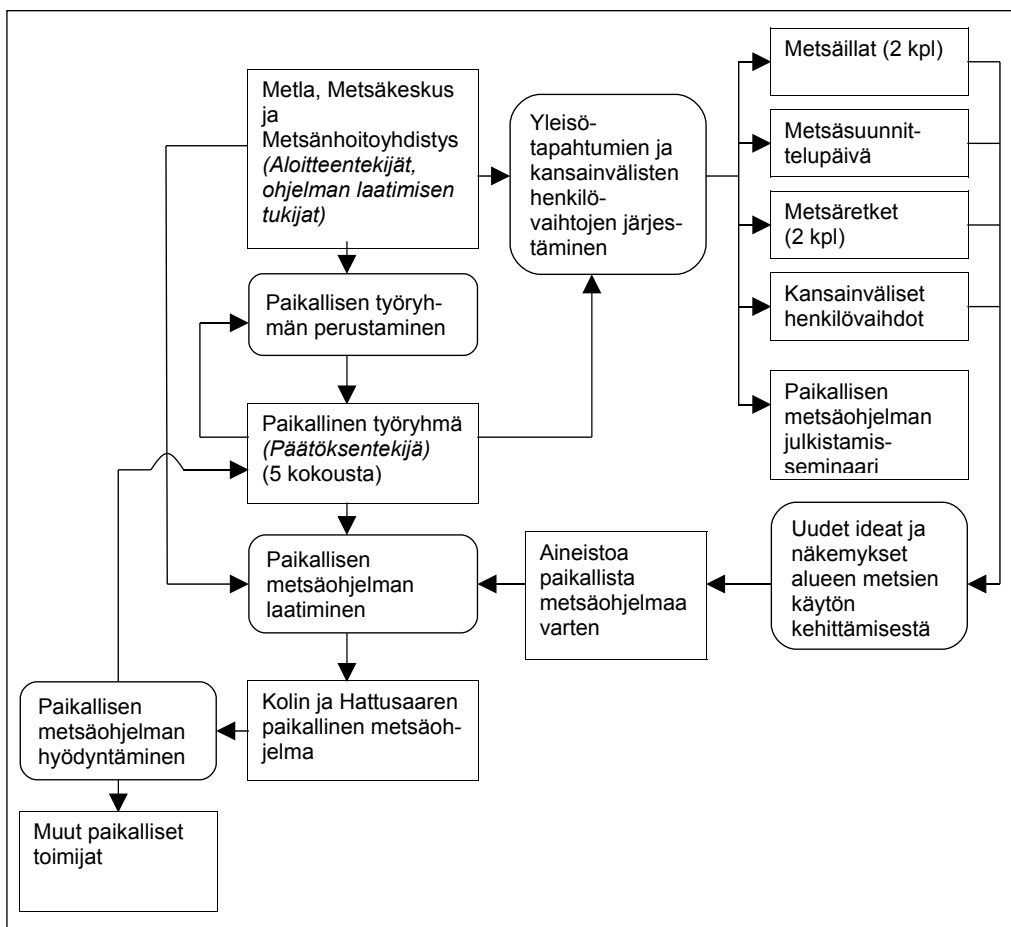 Metla, Metsäkeskus
ja
Metsänhoitoyhdistys
(Aloitteentekijät,
ohjelman laatimisen
tukijat)
Yleisö-
tapahtumien ja
kansainvälisten
henkilö-
vaihtojen järjes-
täminen
Metsäillat (2 kpl)
Metsäsuunnit-
telupäivä
Metsäretket
(2 kpl)
Kansainväliset
henkilövaihdot
Paikallisen
metsäohjelman
julkistamis-
seminaari
Paikallisen työryh-
män perustaminen
Paikallinen työryhmä
(Päätöksentekijä)
(5 kokousta)
Paikallisen
metsäohjelman
laatiminen
Aineistoa
paikallista
metsäohjelmaa
varten
Uudet ideat ja
näkemykset
alueen metsien
käytön
kehittämisestä
Kolin ja Hattusaaren
paikallinen metsäoh-
jelma
Paikallisen
metsäohjelman
hyödyntäminen
Muut paikalliset
toimijat